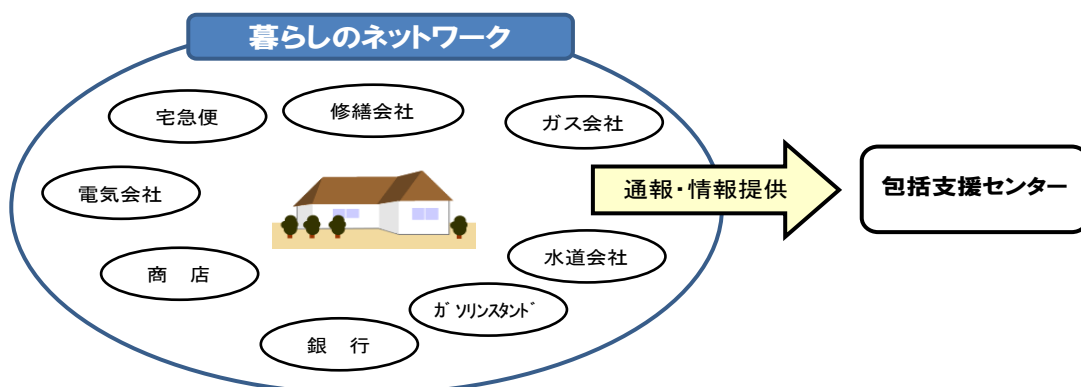 暮らしのネットワーク
宅急便
修繕会社
ガス会社
電気会社
通報・情報提供
包括支援センター
商　店
水道会社
ｶﾞｿﾘﾝｽﾀﾝﾄﾞ
銀　行